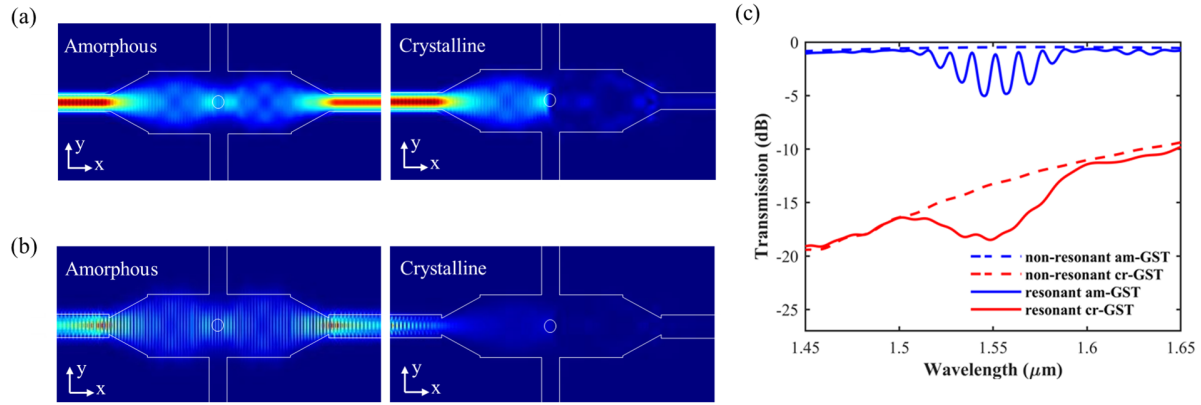 (a)
Amorphous
y
x
Crystalline
y
x
(b)
Amorphous
y
x
Crystalline
y
x
(c)
0
-5
-10
-15
-20
-25
Transmission (dB)
non-resonant am-GST
non-resonant cr-GST
resonant am-GST
resonant cr-GST
1.45
1.5
1.55
1.6
1.65
Wavelength (μm)